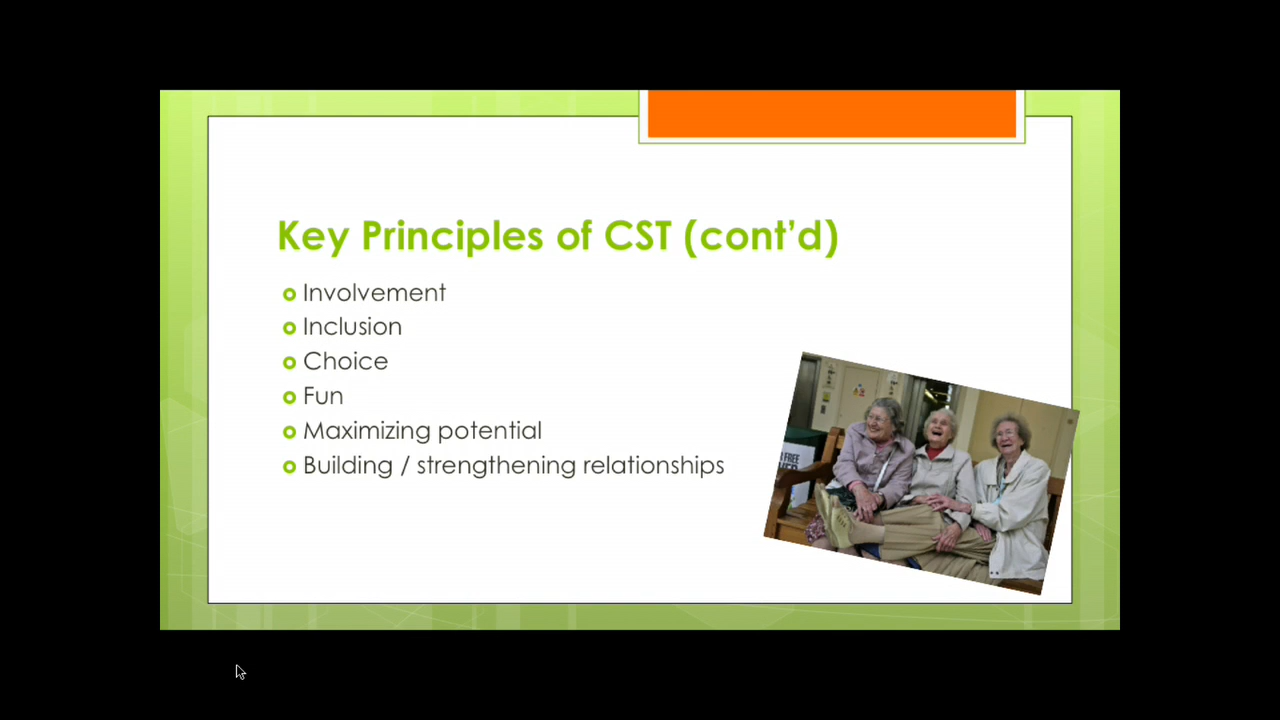 Key Principles of CST (cont'd)
Involvement
Inclusion
Choice
Fun
Maximizing potential
Building / strengthening relationships